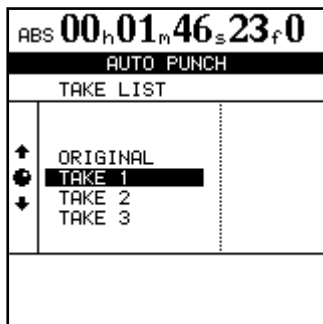 ABS 00h01m46s23f0
AUTO PUNCH
TAKE LIST
ORIGINAL
TAKE 1
TAKE 2
TAKE 3